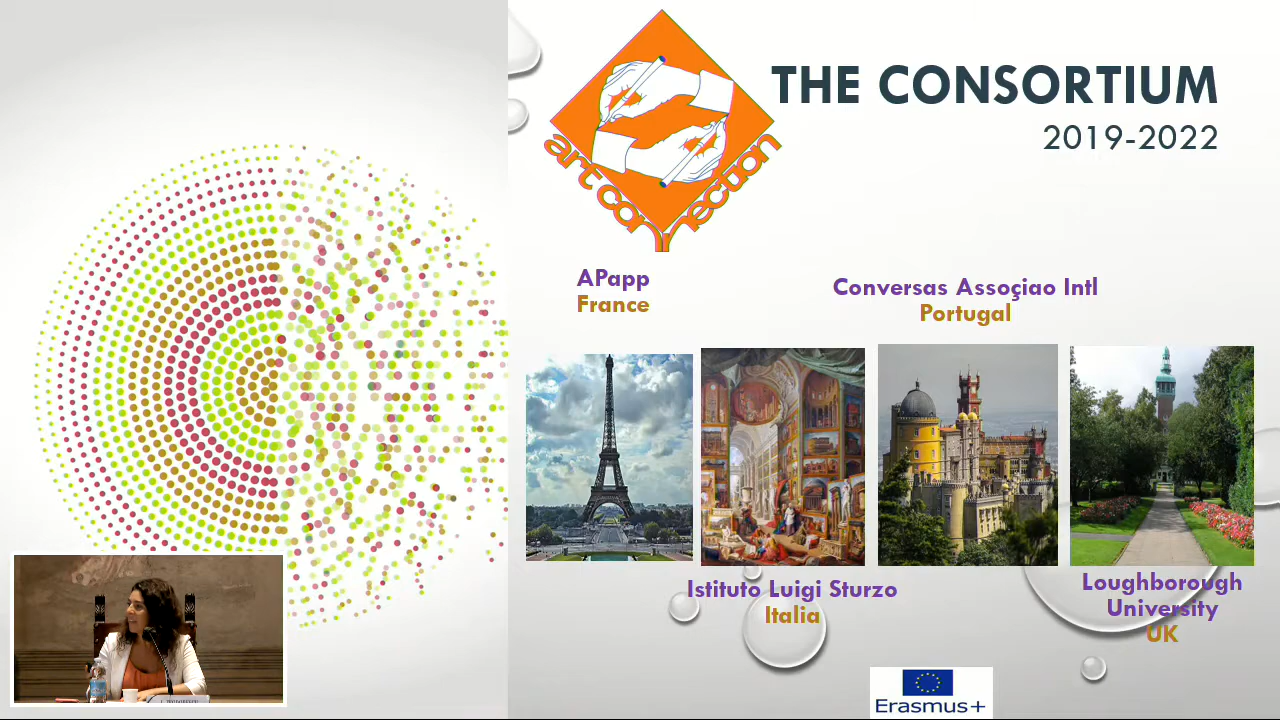 THE CONSORTIUM
2019-2022
art connection
APapp
France
Conversas Assoçiao Intl
Portugal
Istituto Luigi Sturzo
Italia
Loughborough
University
UK
Erasmus+